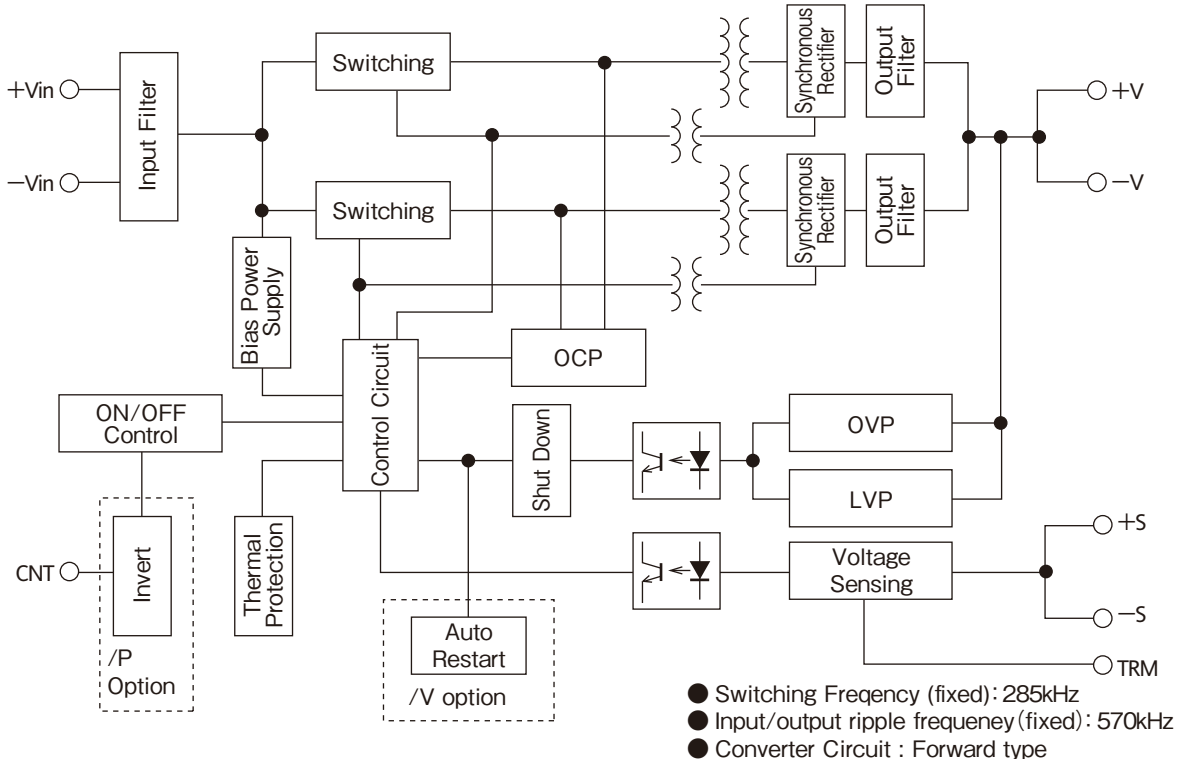 +Vin
−Vin
Input Filter
Switching
Switching
Synchronous
Rectifier
Output
Filter
Synchronous
Rectifier
Output
Filter
+V
−V
Bias Power
Supply
Control Circuit
OCP
ON/OFF
Control
Shut Down
OVP
LVP
CNT
Invert
/P
Option
Thermal
Protection
Auto
Restart
/V option
Voltage
Sensing
+S
−S
TRM
● Switching Freqency (fixed): 285kHz
● Input/output ripple frequeney(fixed): 570kHz
● Converter Circuit : Forward type